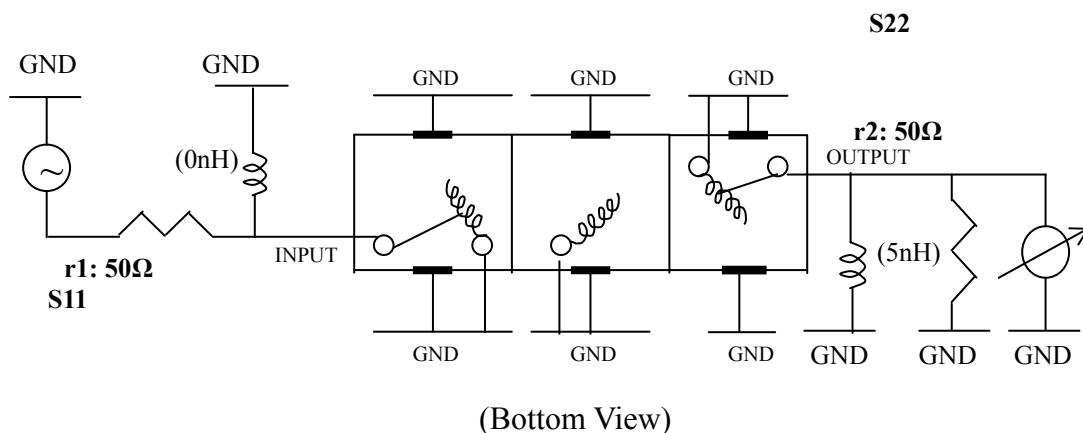 S22
GND
GND
GND
GND
GND
r2: 50Ω
OUTPUT
(0nH)
~
INPUT
(5nH)
r1: 50Ω
S11
GND
GND
GND
GND
GND
GND
(Bottom View)